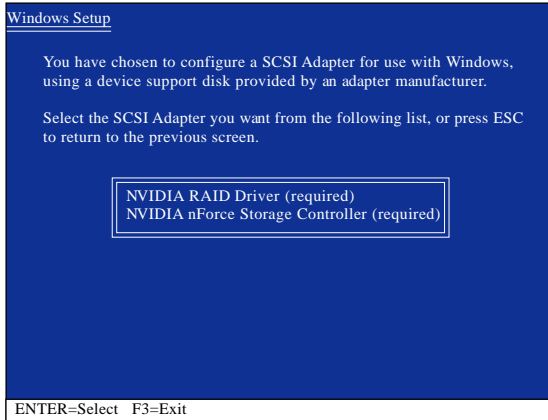 Windows Setup
You have chosen to configure a SCSI Adapter for use with Windows,
using a device support disk provided by an adapter manufacturer.
Select the SCSI Adapter you want from the following list, or press ESC
to return to the previous screen.
NVIDIA RAID Driver (required)
NVIDIA nForce Storage Controller (required)
ENTER=Select F3=Exit